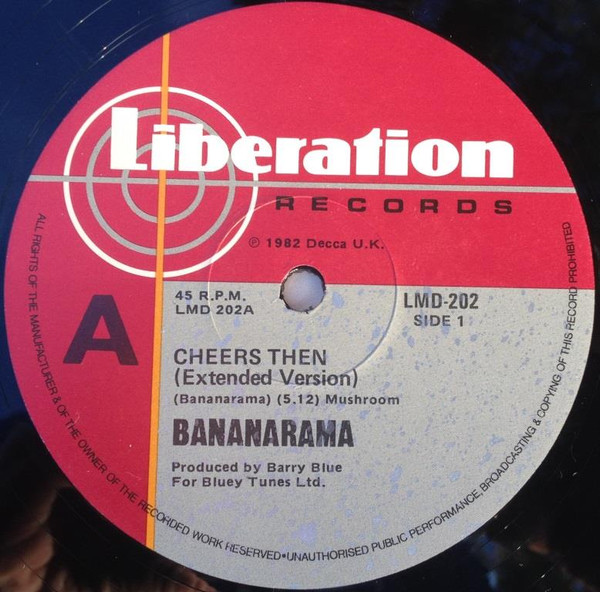 Liberation
RECORDS
℗ 1982 Decca U.K.
A
45 R.P.M.
LMD 202A
LMD-202
SIDE 1
CHEERS THEN
(Extended Version)
(Bananarama) (5.12) Mushroom
BANANARAMA
Produced by Barry Blue
For Bluey Tunes Ltd.
ALL RIGHTS OF THE MANUFACTURER & OF THE OWNER OF THE RECORDED WORK RESERVED•UNAUTHORISED PUBLIC PERFORMANCE, BROADCASTING & COPYING OF THIS RECORD PROHIBITED